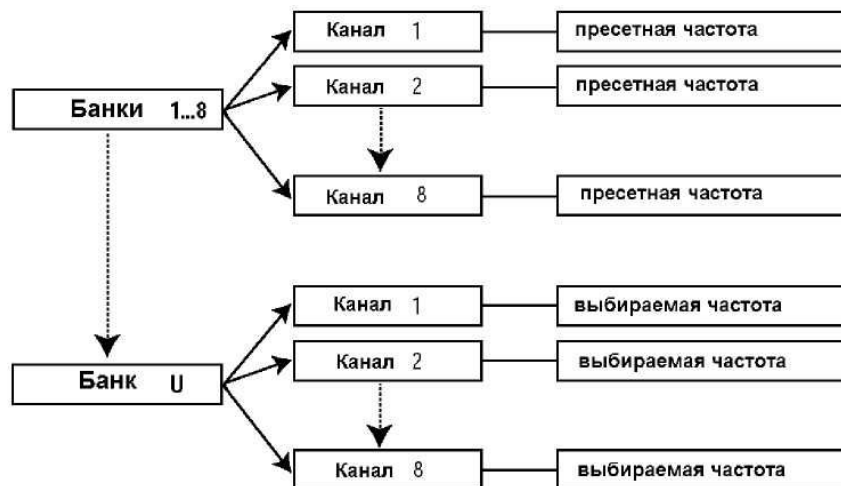 Канал 1 пресетная частота
Канал 2 пресетная частота
Банки 1...8
Канал 8 пресетная частота
Канал 1 выбираемая частота
Канал 2 выбираемая частота
Банк U
Канал 8 выбираемая частота